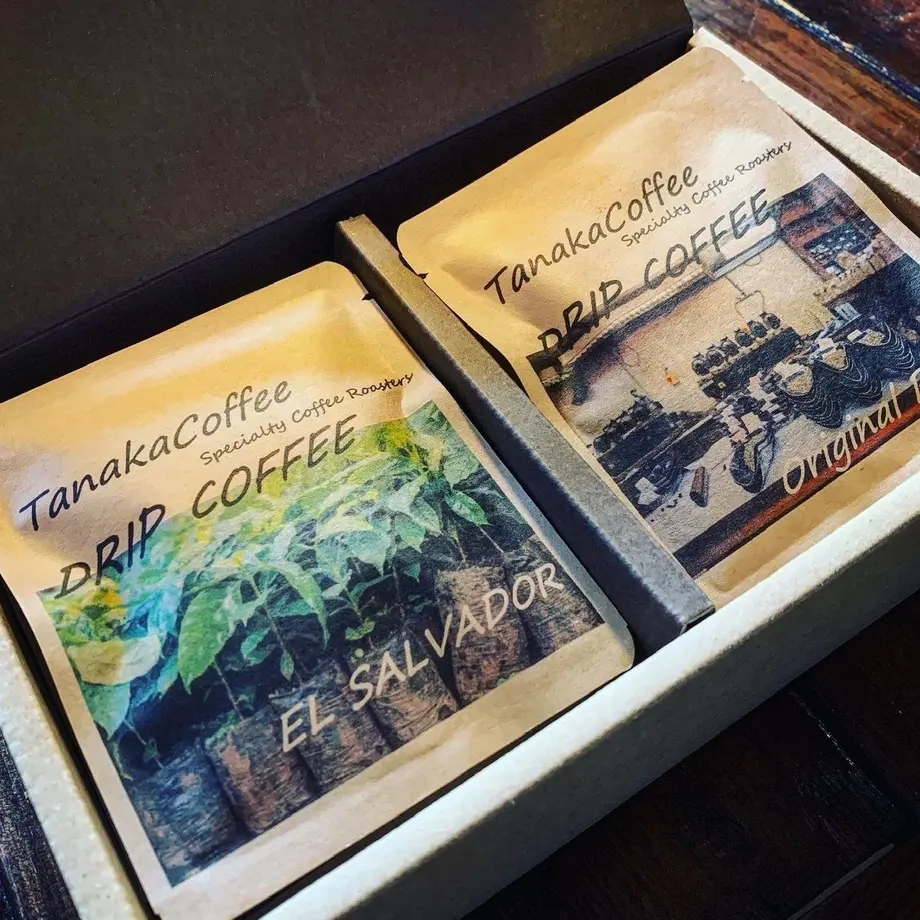 TanakaCoffee
Specialty Coffee Roasters
DRIP COFFEE
EL SALVADOR
TanakaCoffee
Specialty Coffee Roasters
DRIP COFFEE
Original